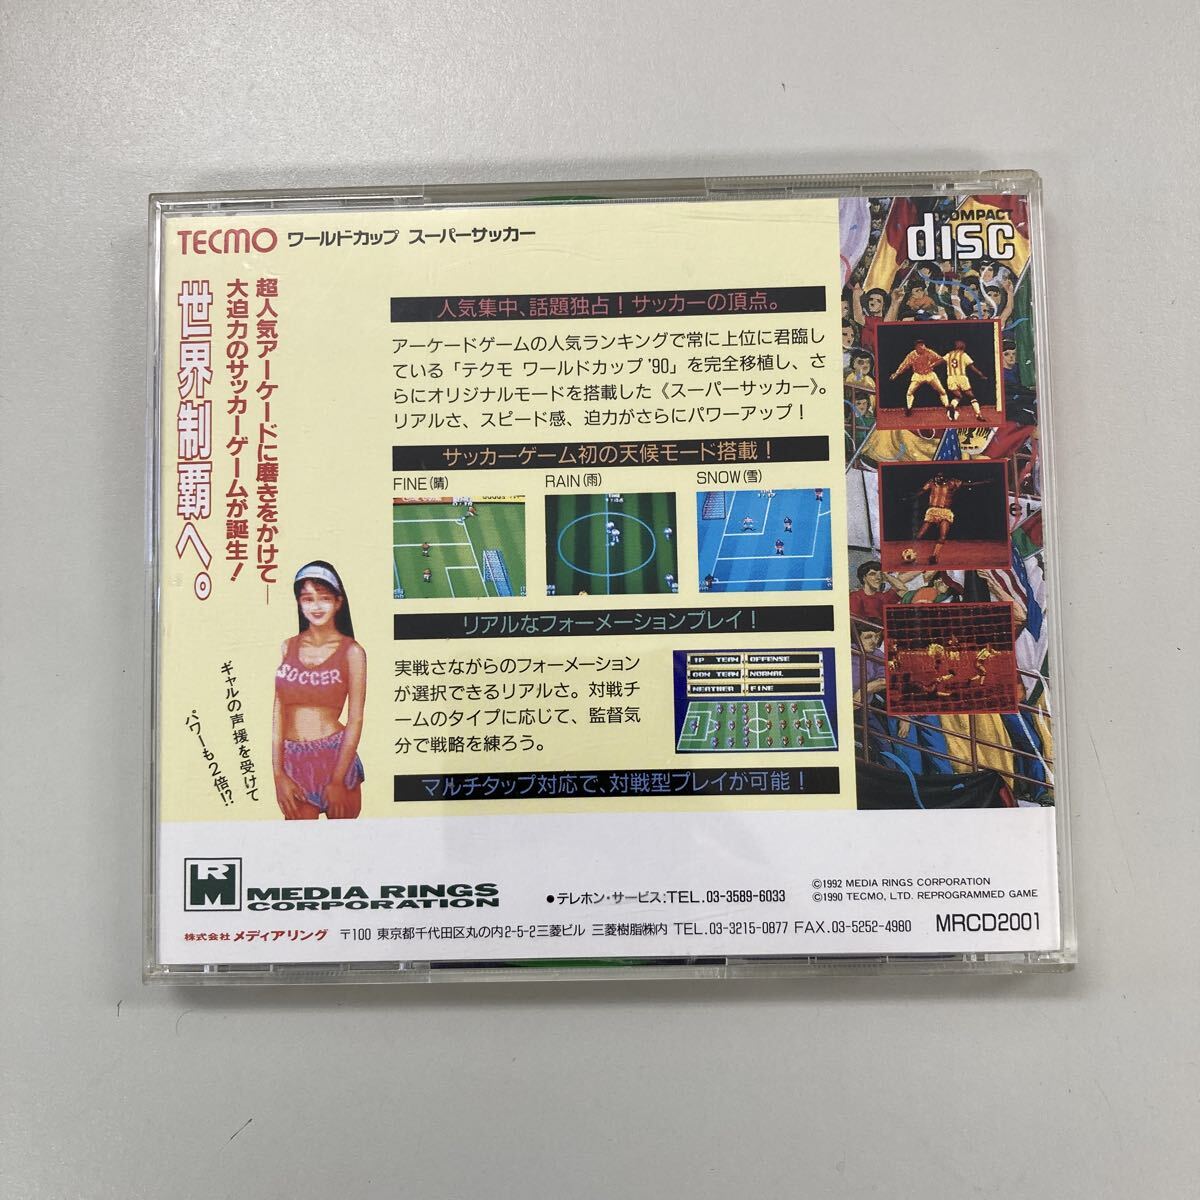 TECMO ワールドカップ スーパーサッカー
COMPACT
disc
超人気アーケードに磨きをかけて—
大迫力のサッカーゲームが誕生!
世界制覇へ。
ギャルの声援を受けて
パワーも2倍!?
SOCCER
人気集中、話題独占!サッカーの頂点。
アーケードゲームの人気ランキングで常に上位に君臨し
ている「テクモ ワールドカップ'90」を完全移植し、さ
らにオリジナルモードを搭載した《スーパーサッカー》。
リアルさ、スピード感、迫力がさらにパワーアップ!
サッカーゲーム初の天候モード搭載!
FINE(晴)
RAIN(雨)
SNOW(雪)
リアルなフォーメーションプレイ!
実戦さながらのフォーメーション
が選択できるリアルさ。対戦チ
ームのタイプに応じて、監督気
分で戦略を練ろう。
1P TEAM OFFENSE
COM TEAM NORMAL
WEATHER FINE
マルチタップ対応で、対戦型プレイが可能!
RM
MEDIA RINGS
CORPORATION
●テレホン・サービス:TEL.03-3589-6033
©1992 MEDIA RINGS CORPORATION
©1990 TECMO, LTD. REPROGRAMMED GAME
株式会社 メディアリング 〒100 東京都千代田区丸の内2-5-2三菱ビル 三菱樹脂㈱内 TEL.03-3215-0877 FAX.03-5252-4980
MRCD2001